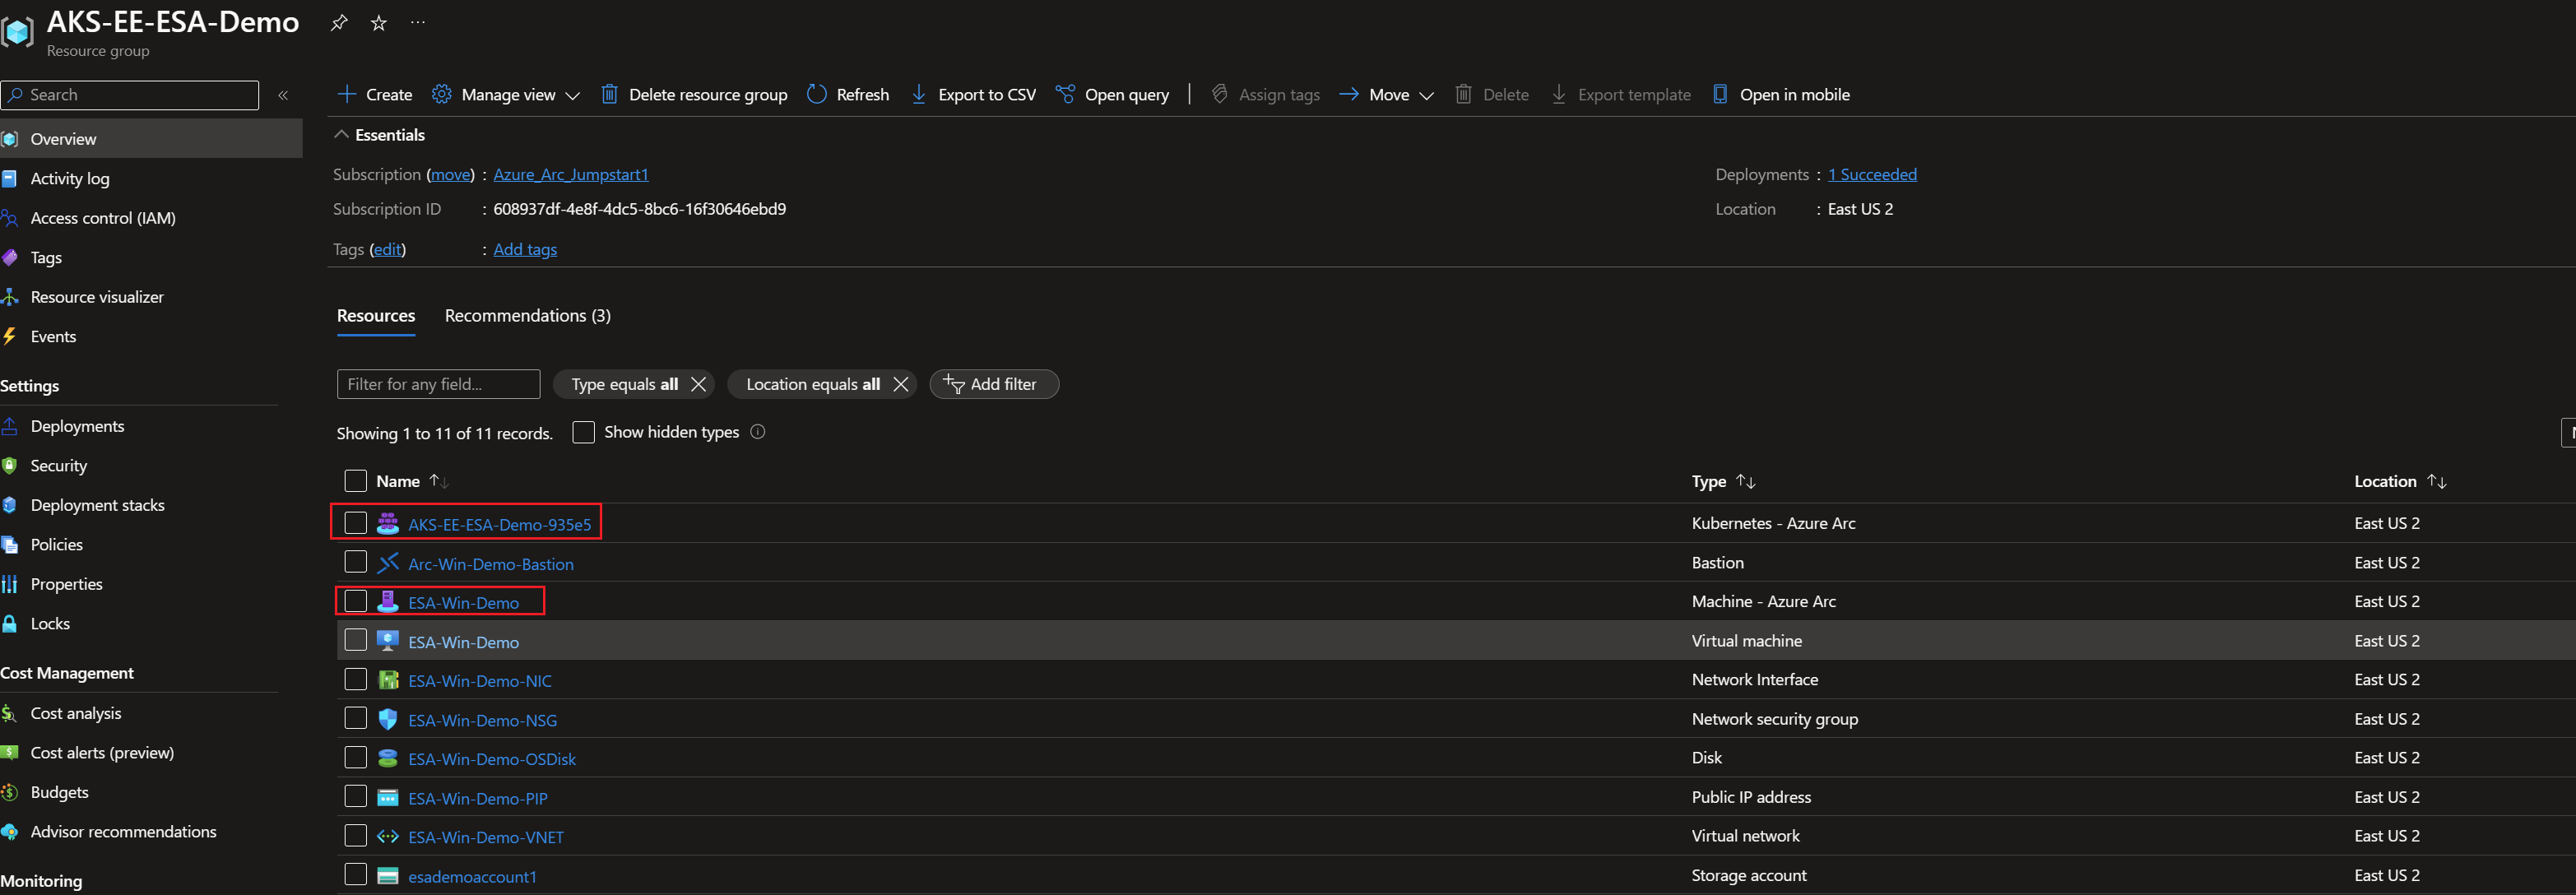 AKS-EE-ESA-Demo
Resource group
Search
Overview
Activity log
Access control (IAM)
Tags
Resource visualizer
Events
Settings
Deployments
Security
Deployment stacks
Policies
Properties
Locks
Cost Management
Cost analysis
Cost alerts (preview)
Budgets
Advisor recommendations
Monitoring
Create Manage view Delete resource group Refresh Export to CSV Open query Assign tags Move Delete Export template Open in mobile
Essentials
Subscription (move) : Azure_Arc_Jumpstart1 Deployments : 1 Succeeded
Subscription ID : 608937df-4e8f-4dc5-8bc6-16f30646ebd9 Location : East US 2
Tags (edit) : Add tags
Resources Recommendations (3)
Filter for any field... Type equals all Location equals all Add filter
Showing 1 to 11 of 11 records. Show hidden types
Name Type Location
AKS-EE-ESA-Demo-935e5 Kubernetes - Azure Arc East US 2
Arc-Win-Demo-Bastion Bastion East US 2
ESA-Win-Demo Machine - Azure Arc East US 2
ESA-Win-Demo Virtual machine East US 2
ESA-Win-Demo-NIC Network Interface East US 2
ESA-Win-Demo-NSG Network security group East US 2
ESA-Win-Demo-OSDisk Disk East US 2
ESA-Win-Demo-PIP Public IP address East US 2
ESA-Win-Demo-VNET Virtual network East US 2
esademoaccount1 Storage account East US 2